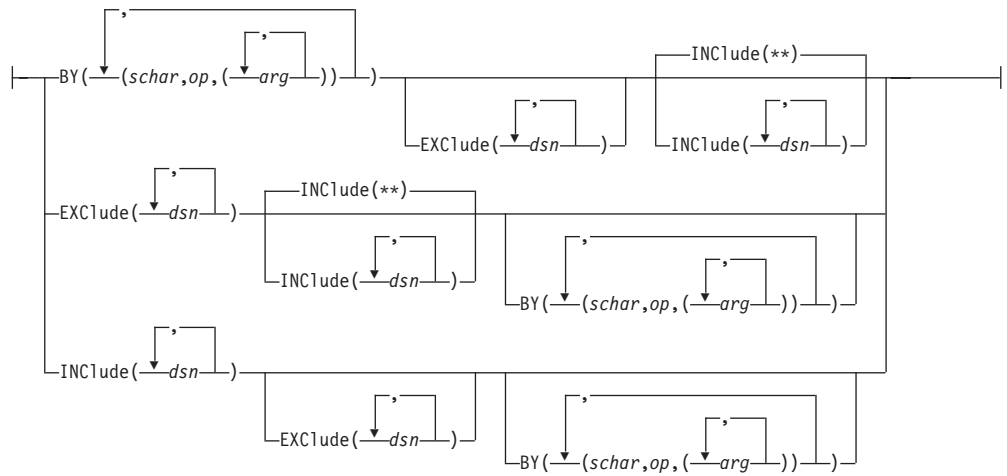 ,
INClude(**)
BY( (schar,op,( arg )) )
,
,
,
EXClude( dsn ) INClude( dsn )
,
INClude(**)
EXClude( dsn )
,
,
,
INClude( dsn ) BY( (schar,op,( arg )) )
,
INClude( dsn )
,
,
,
EXClude( dsn ) BY( (schar,op,( arg )) )